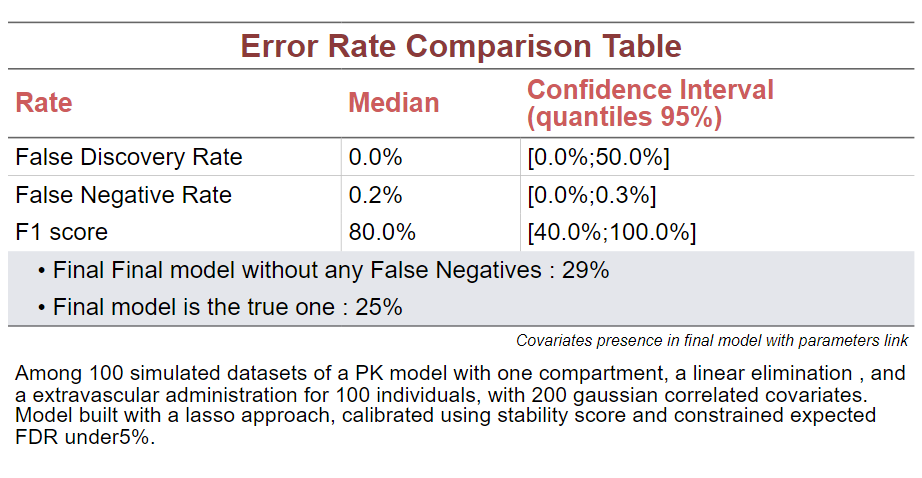 Error Rate Comparison Table
Rate Median Confidence Interval
(quantiles 95%)
False Discovery Rate 0.0% [0.0%;50.0%]
False Negative Rate 0.2% [0.0%;0.3%]
F1 score 80.0% [40.0%;100.0%]
• Final Final model without any False Negatives : 29%
• Final model is the true one : 25%
Covariates presence in final model with parameters link
Among 100 simulated datasets of a PK model with one compartment, a linear elimination , and
a extravascular administration for 100 individuals, with 200 gaussian correlated covariates.
Model built with a lasso approach, calibrated using stability score and constrained expected
FDR under5%.